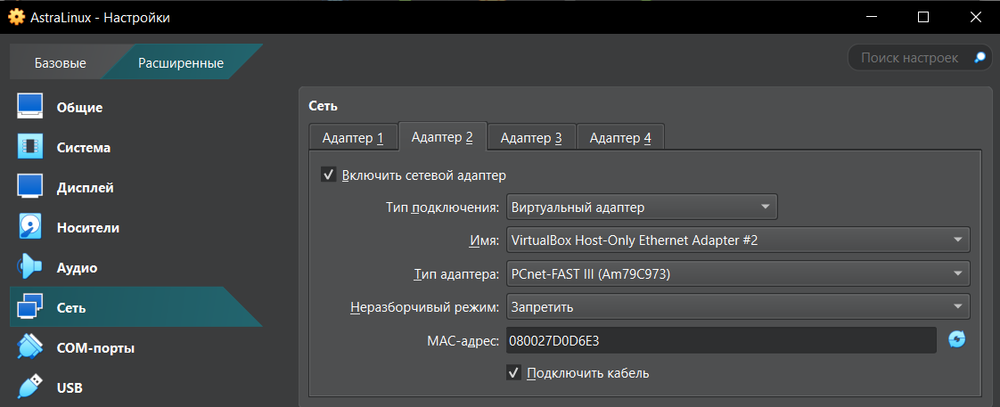 AstraLinux - Настройки
Базовые Расширенные Поиск настроек
Общие
Система
Дисплей
Носители
Аудио
Сеть
COM-порты
USB
Сеть
Адаптер 1 Адаптер 2 Адаптер 3 Адаптер 4
Включить сетевой адаптер
Тип подключения: Виртуальный адаптер
Имя: VirtualBox Host-Only Ethernet Adapter #2
Тип адаптера: PCnet-FAST III (Am79C973)
Неразборчивый режим: Запретить
MAC-адрес: 080027D0D6E3
Подключить кабель